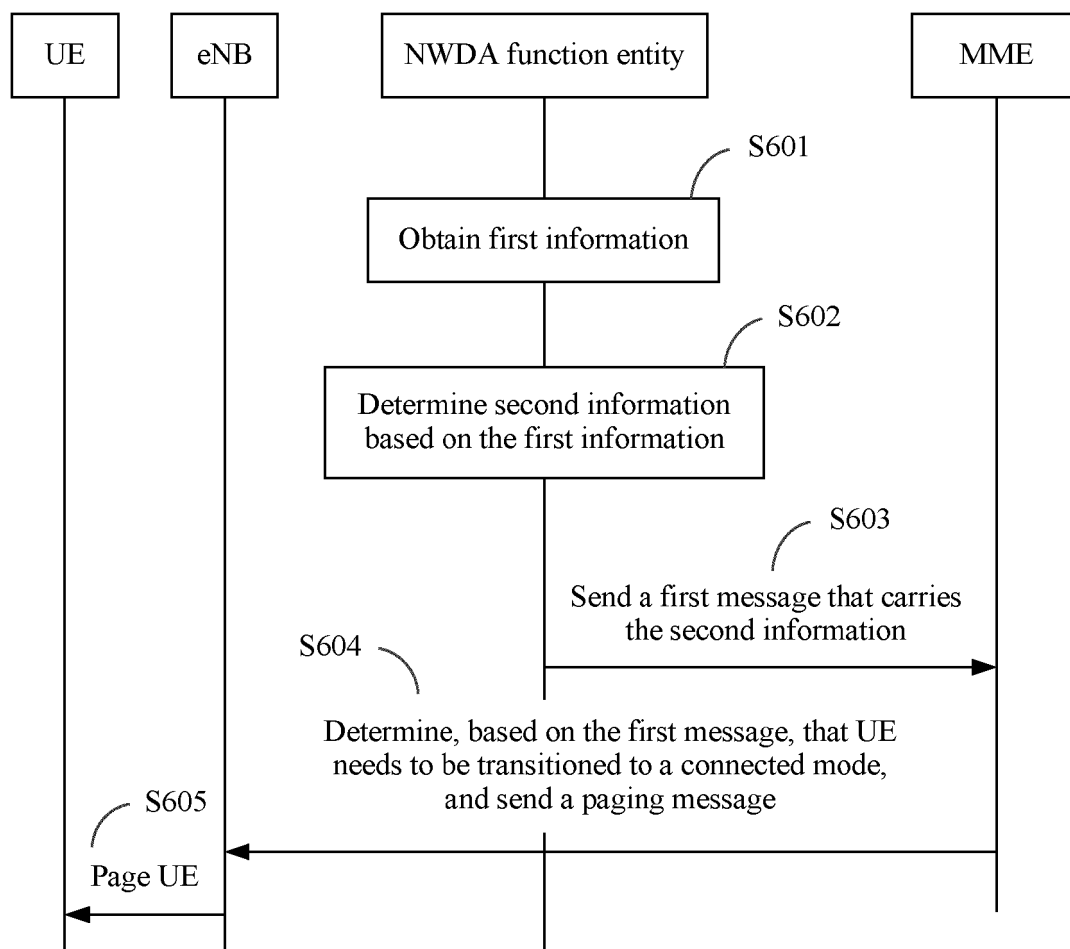 UE
eNB
NWDA function entity
MME
S601
Obtain first information
S602
Determine second information
based on the first information
S603
Send a first message that carries
the second information
S604
Determine, based on the first message, that UE
needs to be transitioned to a connected mode,
and send a paging message
S605
Page UE